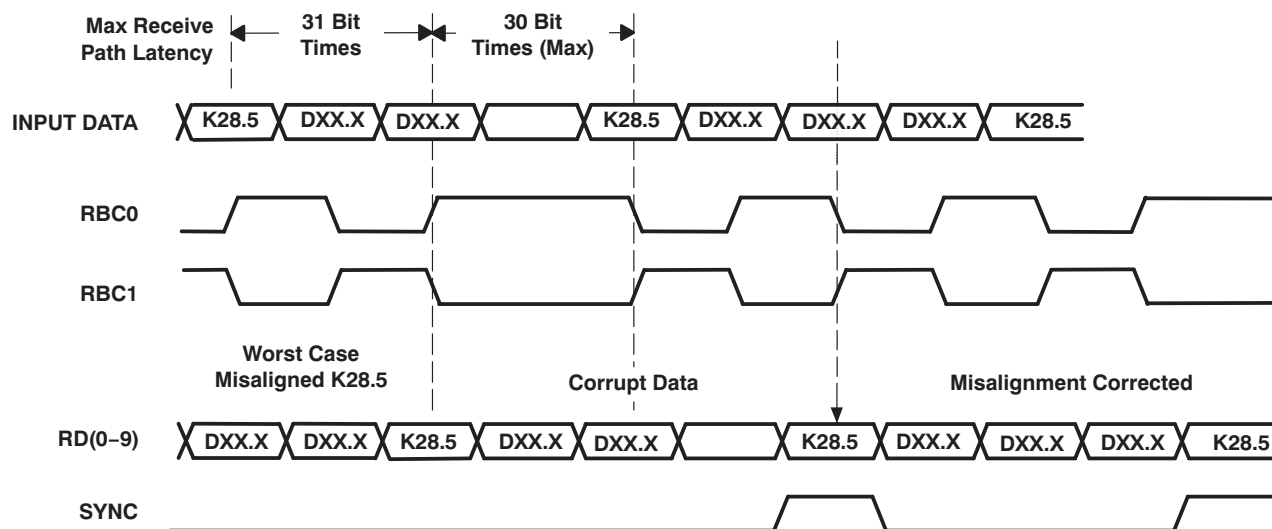 Max Receive
Path Latency
31 Bit
Times
30 Bit
Times (Max)
INPUT DATA
K28.5 DXX.X DXX.X K28.5 DXX.X DXX.X DXX.X K28.5
RBC0
RBC1
Worst Case
Misaligned K28.5
Corrupt Data
Misalignment Corrected
RD(0−9)
DXX.X DXX.X K28.5 DXX.X DXX.X K28.5 DXX.X DXX.X DXX.X K28.5
SYNC